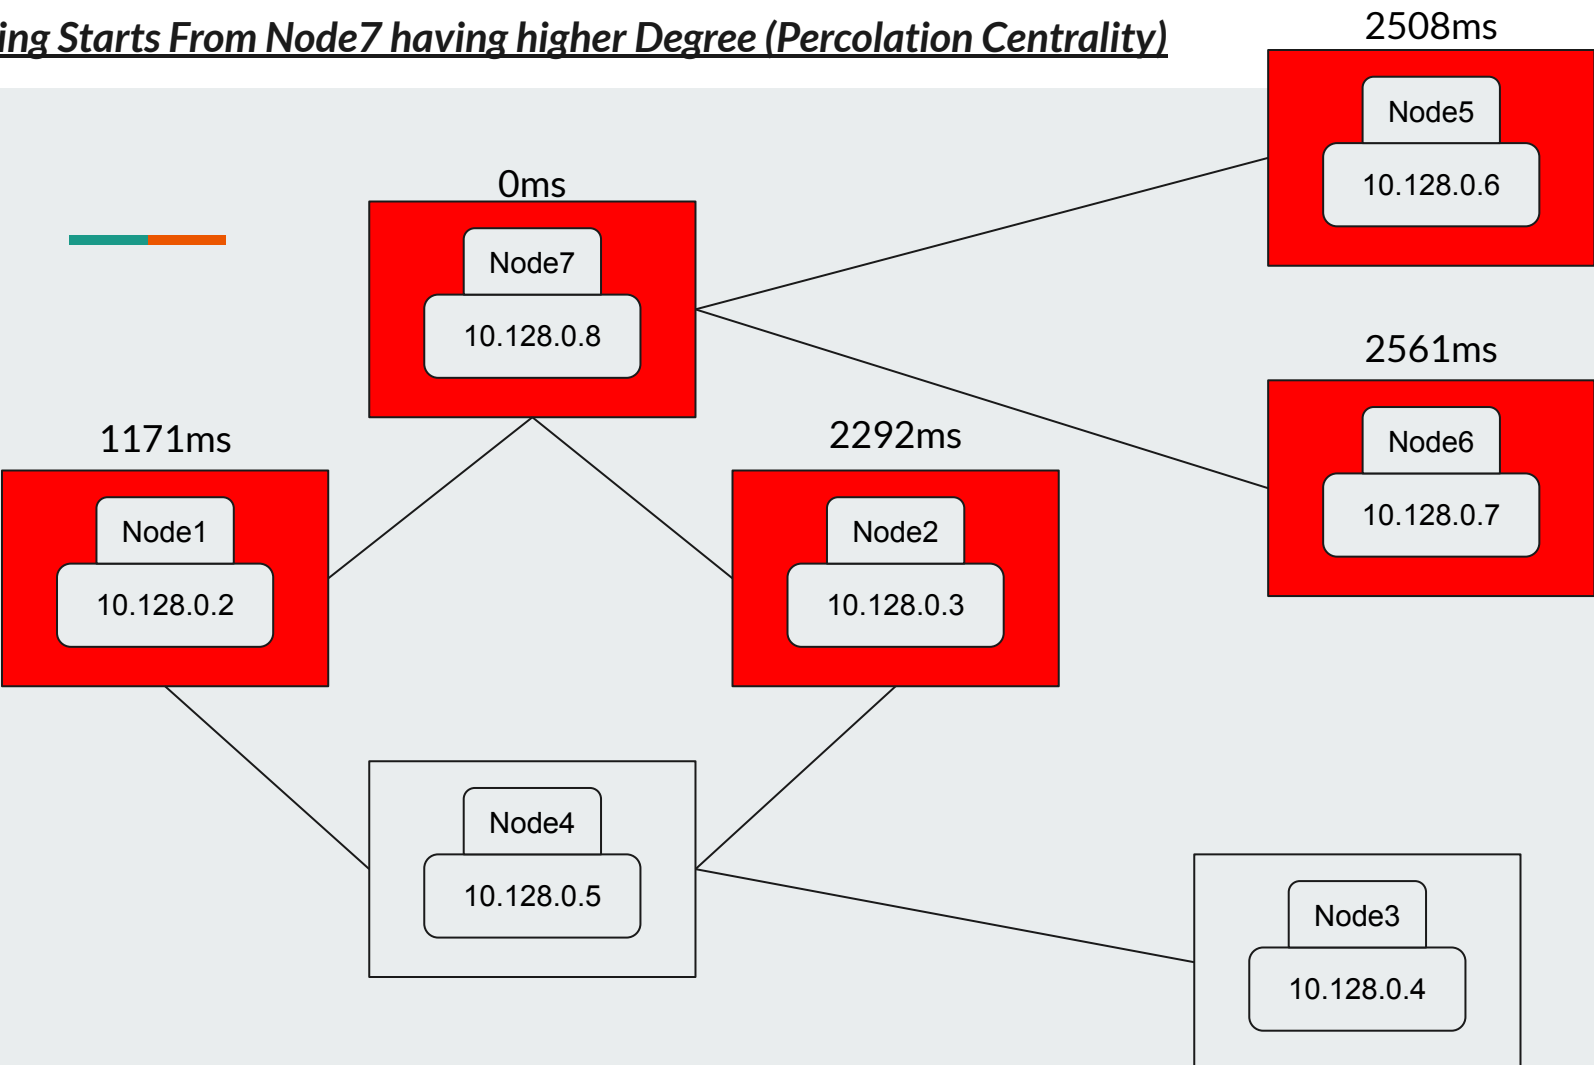 ing Starts From Node7 having higher Degree (Percolation Centrality)
2508ms
Node5
10.128.0.6
0ms
Node7
10.128.0.8
2561ms
Node6
10.128.0.7
1171ms
Node1
10.128.0.2
2292ms
Node2
10.128.0.3
Node4
10.128.0.5
Node3
10.128.0.4